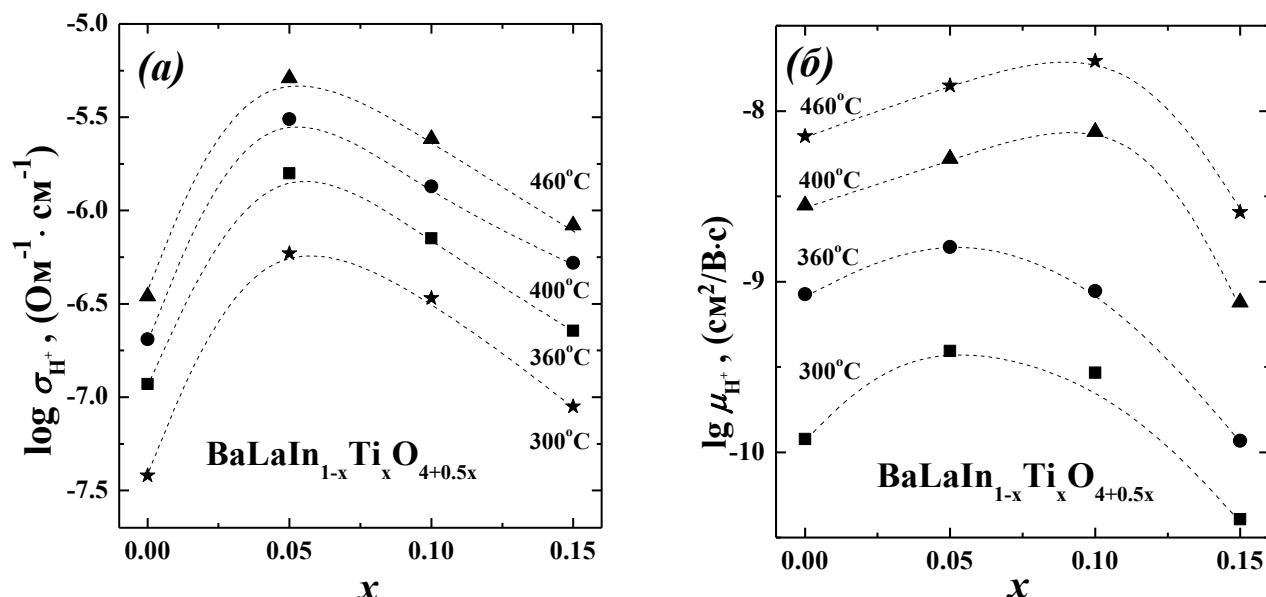 (а)
log σH⁺ , (Ом⁻¹ · см⁻¹)
-5.0
-5.5
-6.0
-6.5
-7.0
-7.5
460°C
400°C
360°C
300°C
BaLaIn₁₋ₓTiₓO₄₊₀.₅ₓ
0.00 0.05 0.10 0.15
x
(б)
lg μH⁺ , (см²/В·с)
-8
-9
-10
460°C
400°C
360°C
300°C
BaLaIn₁₋ₓTiₓO₄₊₀.₅ₓ
0.00 0.05 0.10 0.15
x